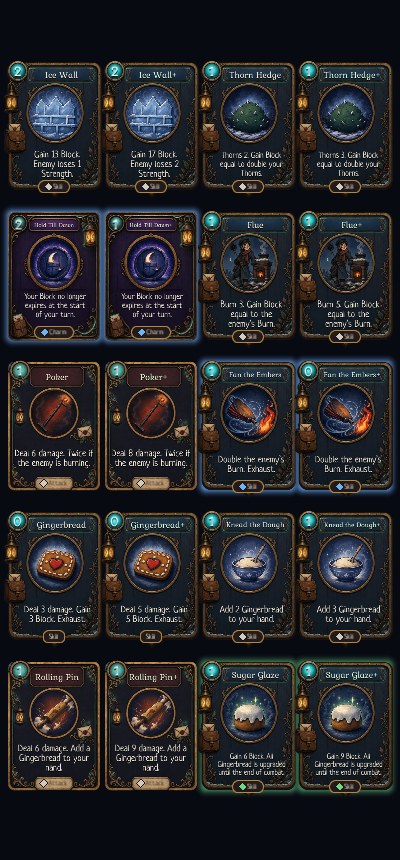 2
Ice Wall
Gain 13 Block.
Enemy loses 1
Strength.
Skill
2
Ice Wall+
Gain 17 Block.
Enemy loses 2
Strength.
Skill
1
Thorn Hedge
Thorns 2. Gain Block
equal to double your
Thorns.
Skill
1
Thorn Hedge+
Thorns 3. Gain Block
equal to double your
Thorns.
Skill
2
Hold Till Dawn
Your Block no longer
expires at the start
of your turn.
Charm
1
Hold Till Dawn+
Your Block no longer
expires at the start
of your turn.
Charm
1
Flue
Burn 3. Gain Block
equal to the
enemy's Burn.
Skill
1
Flue+
Burn 5. Gain Block
equal to the
enemy's Burn.
Skill
1
Poker
Deal 6 damage. Twice if
the enemy is burning.
Attack
1
Poker+
Deal 8 damage. Twice if
the enemy is burning.
Attack
1
Fan the Embers
Double the enemy's
Burn. Exhaust.
Skill
0
Fan the Embers+
Double the enemy's
Burn. Exhaust.
Skill
0
Gingerbread
Deal 3 damage. Gain
3 Block. Exhaust.
Skill
0
Gingerbread+
Deal 5 damage. Gain
5 Block. Exhaust.
Skill
1
Knead the Dough
Add 2 Gingerbread
to your hand.
Skill
1
Knead the Dough+
Add 3 Gingerbread
to your hand.
Skill
1
Rolling Pin
Deal 6 damage. Add a
Gingerbread to your
hand.
Attack
1
Rolling Pin+
Deal 9 damage. Add a
Gingerbread to your
hand.
Attack
1
Sugar Glaze
Gain 6 Block. All
Gingerbread is upgraded
until the end of combat.
Skill
1
Sugar Glaze+
Gain 9 Block. All
Gingerbread is upgraded
until the end of combat.
Skill